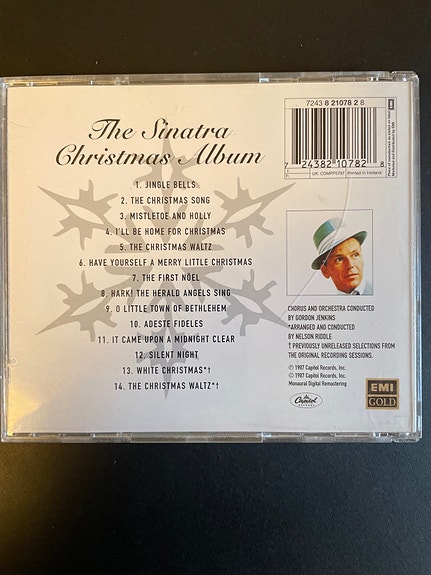 7243 8 21078 2 8
The Sinatra
Christmas Album
7 24382 10782 8
UK: CDMFP5797 Printed in Holland
1. JINGLE BELLS
2. THE CHRISTMAS SONG
3. MISTLETOE AND HOLLY
4. I'LL BE HOME FOR CHRISTMAS
5. THE CHRISTMAS WALTZ
6. HAVE YOURSELF A MERRY LITTLE CHRISTMAS
7. THE FIRST NOËL
8. HARK! THE HERALD ANGELS SING
9. O LITTLE TOWN OF BETHLEHEM
10. ADESTE FIDELES
11. IT CAME UPON A MIDNIGHT CLEAR
12. SILENT NIGHT
13. WHITE CHRISTMAS*†
14. THE CHRISTMAS WALTZ*†
CHORUS AND ORCHESTRA CONDUCTED
BY GORDON JENKINS
*ARRANGED AND CONDUCTED
BY NELSON RIDDLE
† PREVIOUSLY UNRELEASED SELECTIONS FROM
THE ORIGINAL RECORDING SESSIONS.
℗ 1987 Capitol Records, Inc.
© 1987 Capitol Records, Inc.
Monaural Digital Remastering
Capitol
EMI
GOLD